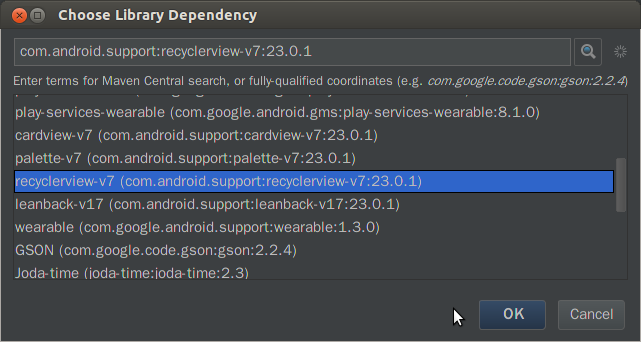 Choose Library Dependency
com.android.support:recyclerview-v7:23.0.1
Enter terms for Maven Central search, or fully-qualified coordinates (e.g. com.google.code.gson:gson:2.2.4)
play-services-wearable (com.google.android.gms:play-services-wearable:8.1.0)
cardview-v7 (com.android.support:cardview-v7:23.0.1)
palette-v7 (com.android.support:palette-v7:23.0.1)
recyclerview-v7 (com.android.support:recyclerview-v7:23.0.1)
leanback-v17 (com.android.support:leanback-v17:23.0.1)
wearable (com.android.support:wearable:1.3.0)
GSON (com.google.code.gson:gson:2.2.4)
Joda-time (joda-time:joda-time:2.3)
OK
Cancel